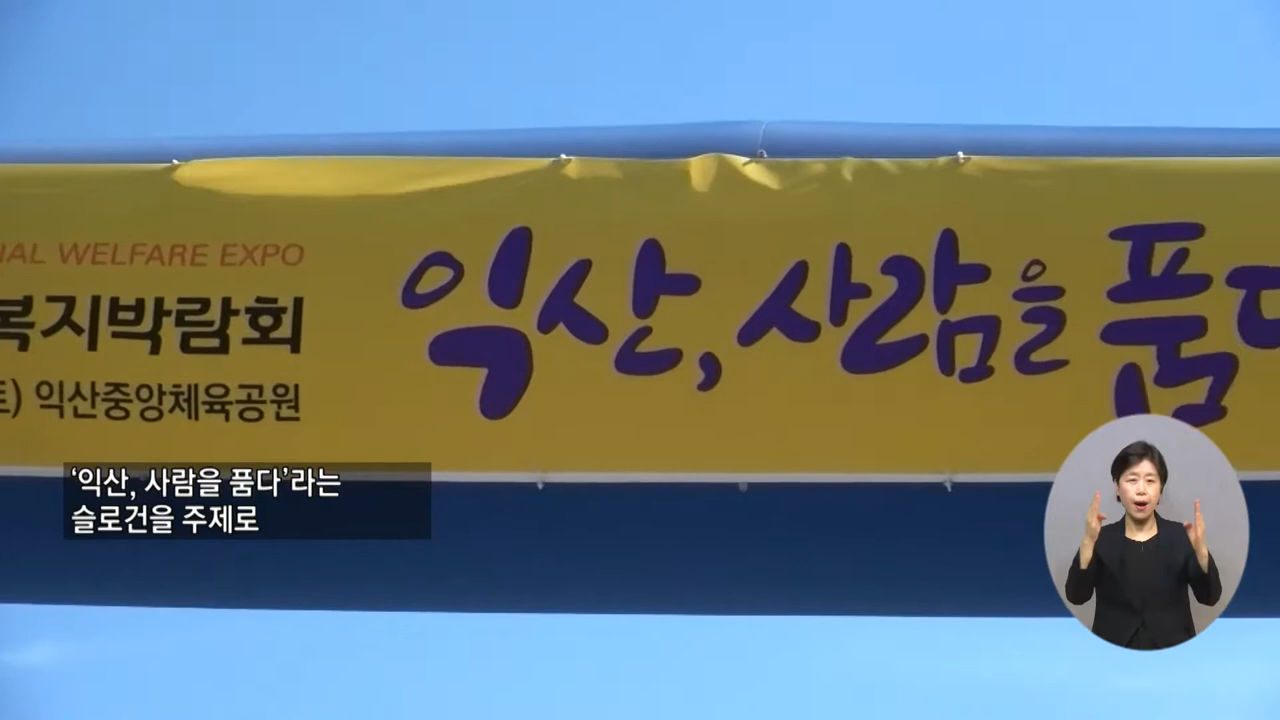 WELFARE EXPO
복지박람회
익산중앙체육공원
익산, 사람을 품다
‘익산, 사람을 품다’라는
슬로건을 주제로